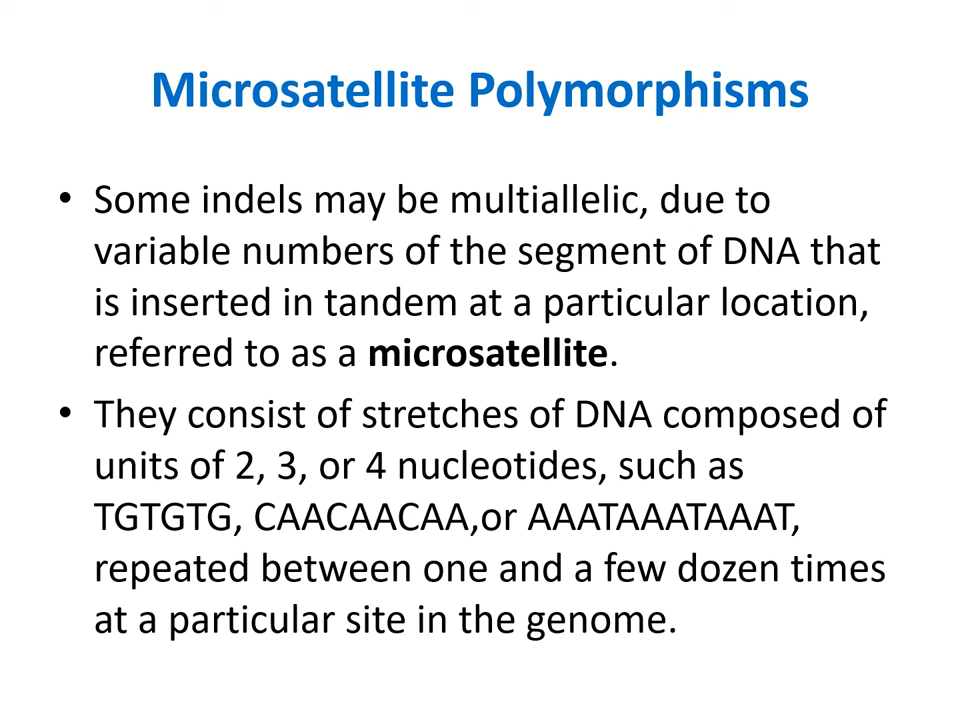 Microsatellite Polymorphisms
• Some indels may be multiallelic, due to
variable numbers of the segment of DNA that
is inserted in tandem at a particular location,
referred to as a microsatellite.
• They consist of stretches of DNA composed of
units of 2, 3, or 4 nucleotides, such as
TGTGTG, CAACAACAA,or AAATAAATAAAT,
repeated between one and a few dozen times
at a particular site in the genome.